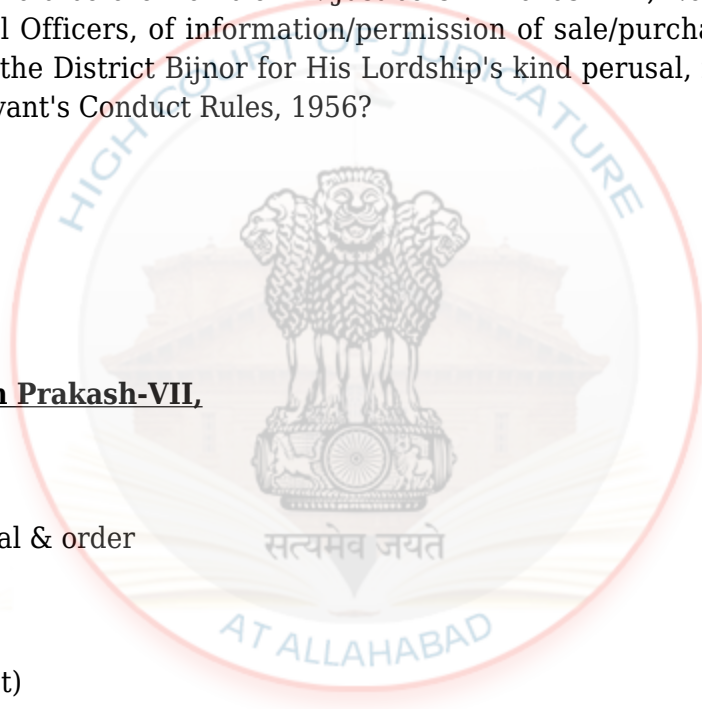 l Officers, of information/permission of sale/purcha
the District Bijnor for His Lordship's kind perusal,
vant's Conduct Rules, 1956?
HIGH COURT OF JUDICATURE
Prakash-VII,
al & order
सत्यमेव जयते
AT ALLAHABAD
t)